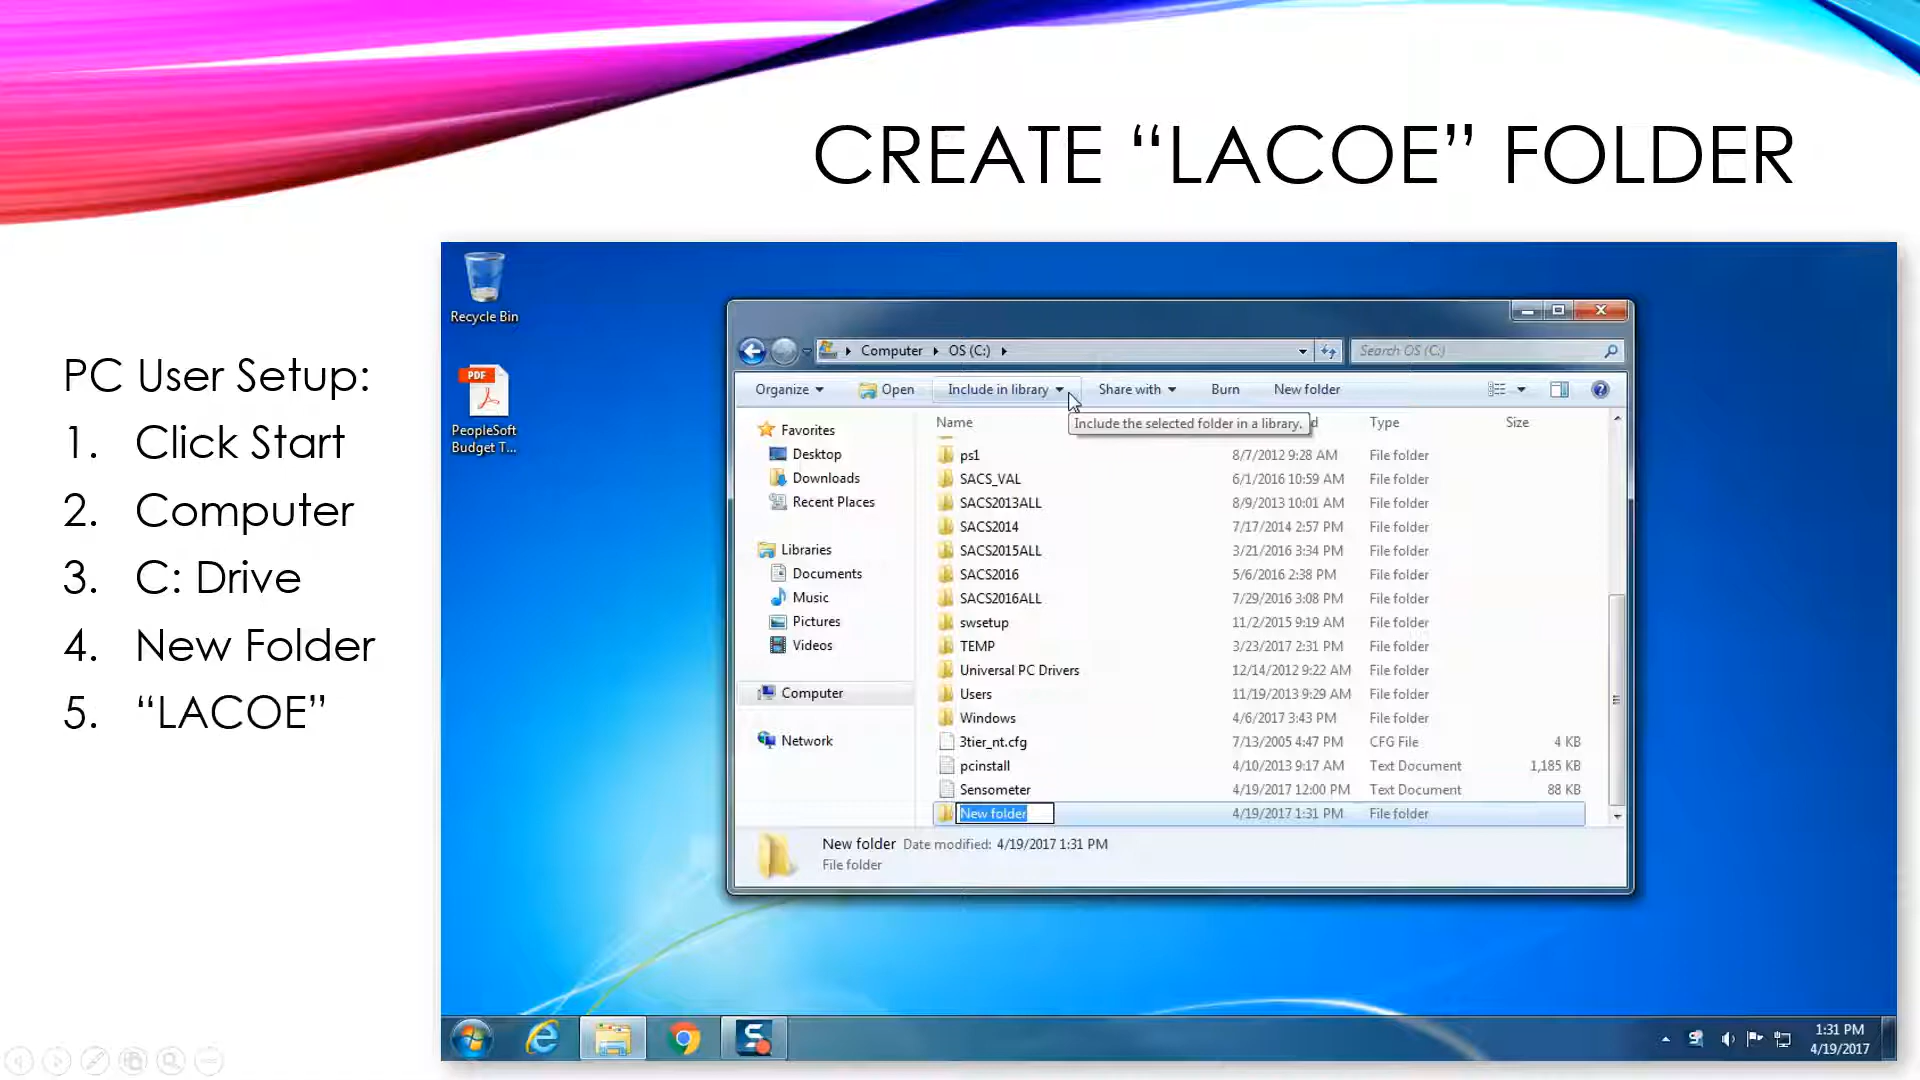 CREATE “LACOE” FOLDER
PC User Setup:
1. Click Start
2. Computer
3. C: Drive
4. New Folder
5. “LACOE”
Recycle Bin
PDF
PeopleSoft
Budget T...
Computer OS (C:)
Search OS (C:)
Organize Open Include in library Share with Burn New folder
Include the selected folder in a library.
Favorites
Desktop
Downloads
Recent Places
Libraries
Documents
Music
Pictures
Videos
Computer
Network
Name d Type Size
ps1 8/7/2012 9:28 AM File folder
SACS_VAL 6/1/2016 10:59 AM File folder
SACS2013ALL 8/9/2013 10:01 AM File folder
SACS2014 7/17/2014 2:57 PM File folder
SACS2015ALL 3/21/2016 3:34 PM File folder
SACS2016 5/6/2016 2:38 PM File folder
SACS2016ALL 7/29/2016 3:08 PM File folder
swsetup 11/2/2015 9:19 AM File folder
TEMP 3/23/2017 2:31 PM File folder
Universal PC Drivers 12/14/2012 9:22 AM File folder
Users 11/19/2013 9:29 AM File folder
Windows 4/6/2017 3:43 PM File folder
3tier_nt.cfg 7/13/2005 4:47 PM CFG File 4 KB
pcinstall 4/10/2013 9:17 AM Text Document 1,185 KB
Sensometer 4/19/2017 12:00 PM Text Document 88 KB
New folder 4/19/2017 1:31 PM File folder
New folder Date modified: 4/19/2017 1:31 PM
File folder
1:31 PM
4/19/2017